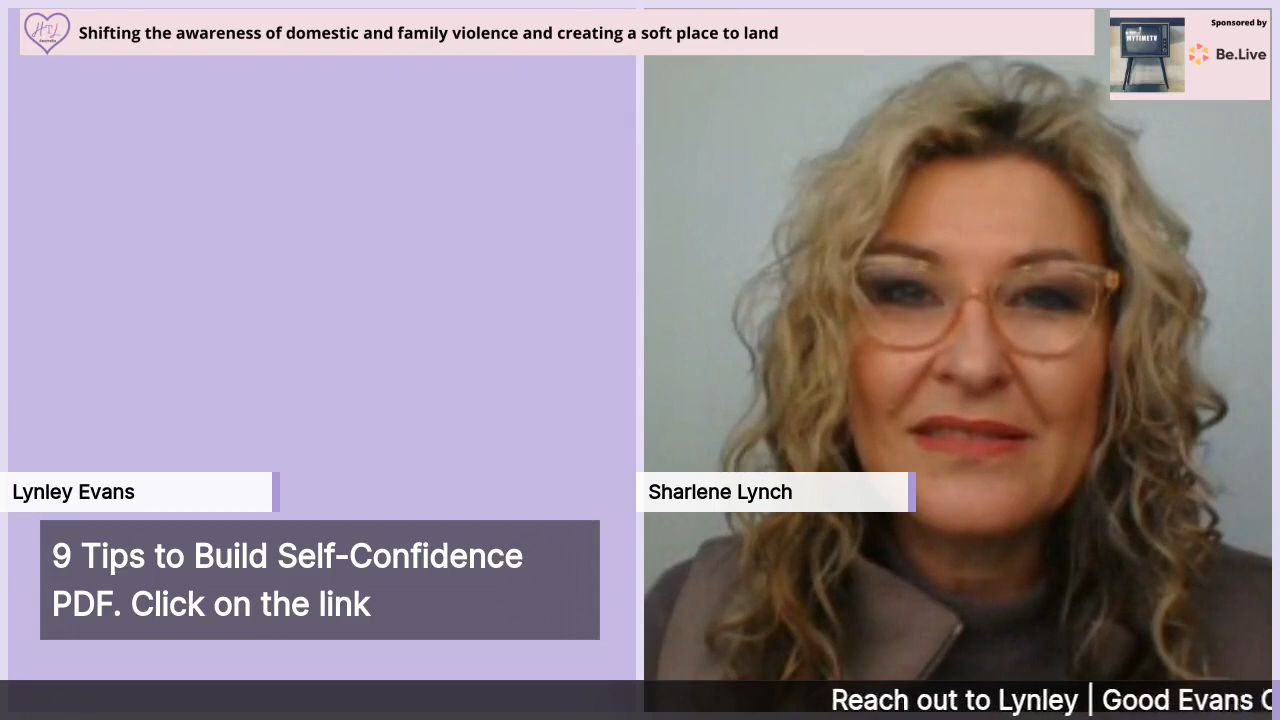 Shifting the awareness of domestic and family violence and creating a soft place to land
Sponsored by
MYTIMETV
Be.Live
Lynley Evans
Sharlene Lynch
9 Tips to Build Self-Confidence
PDF. Click on the link
Reach out to Lynley | Good Evans